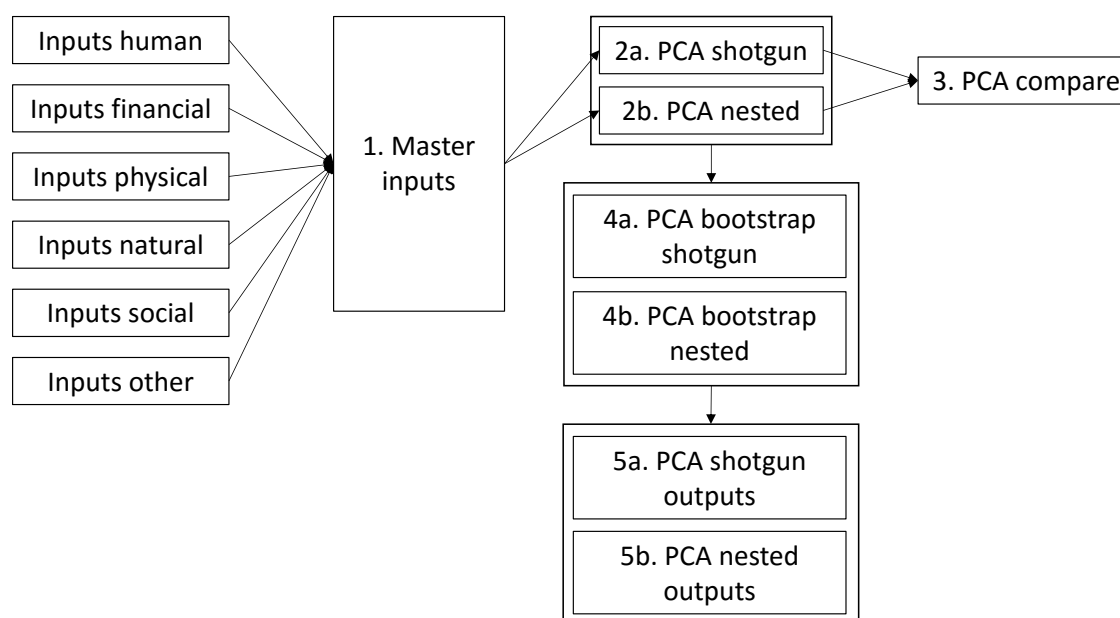 Inputs human
Inputs financial
Inputs physical
Inputs natural
Inputs social
Inputs other
1. Master
inputs
2a. PCA shotgun
2b. PCA nested
3. PCA compare
4a. PCA bootstrap
shotgun
4b. PCA bootstrap
nested
5a. PCA shotgun
outputs
5b. PCA nested
outputs